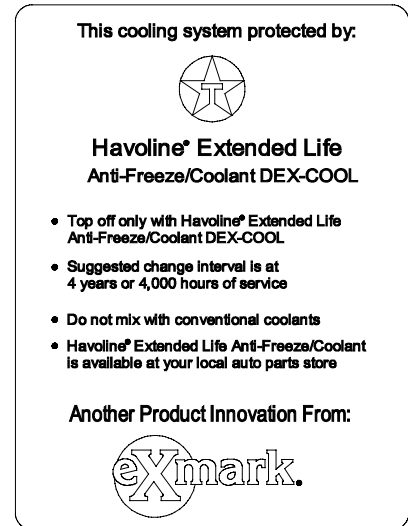 This cooling system protected by:
T
Havoline® Extended Life
Anti-Freeze/Coolant DEX-COOL
• Top off only with Havoline® Extended Life
Anti-Freeze/Coolant DEX-COOL
• Suggested change interval is at
4 years or 4,000 hours of service
• Do not mix with conventional coolants
• Havoline® Extended Life Anti-Freeze/Coolant
is available at your local auto parts store
Another Product Innovation From:
eXmark.